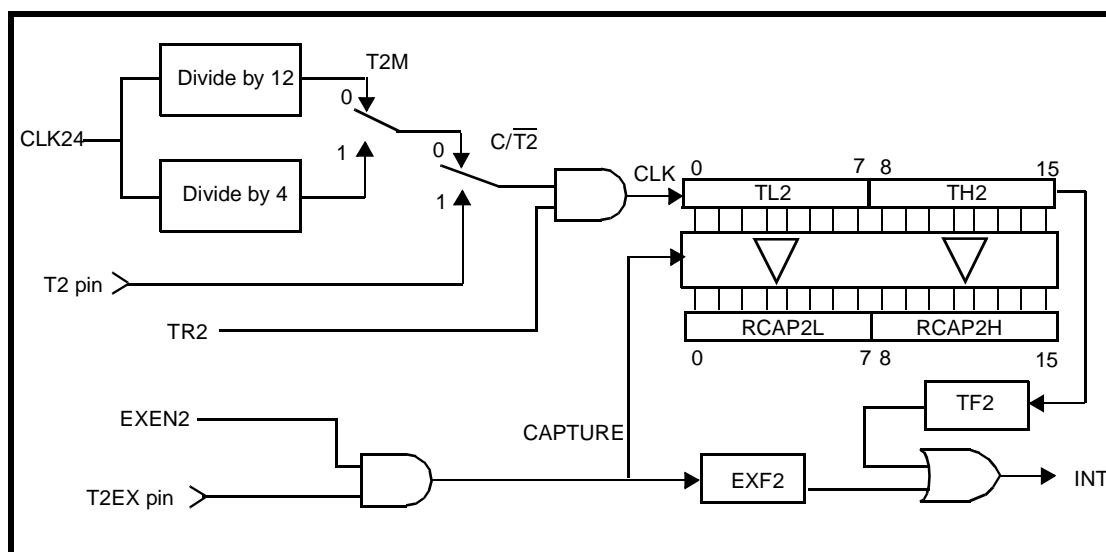 Divide by 12
T2M
0
CLK24
1
Divide by 4
0
C/T2
1
CLK
0 7 8 15
TL2 TH2
T2 pin
TR2
RCAP2L RCAP2H
0 7 8 15
TF2
EXEN2
CAPTURE
T2EX pin
EXF2
INT